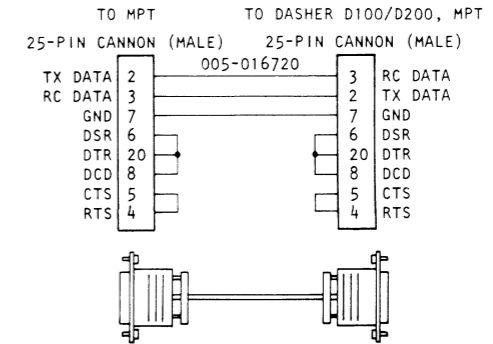 TO MPT TO DASHER D100/D200, MPT
25-PIN CANNON (MALE) 25-PIN CANNON (MALE)
005-016720
TX DATA 2 3 RC DATA
RC DATA 3 2 TX DATA
GND 7 7 GND
DSR 6 6 DSR
DTR 20 20 DTR
DCD 8 8 DCD
CTS 5 5 CTS
RTS 4 4 RTS